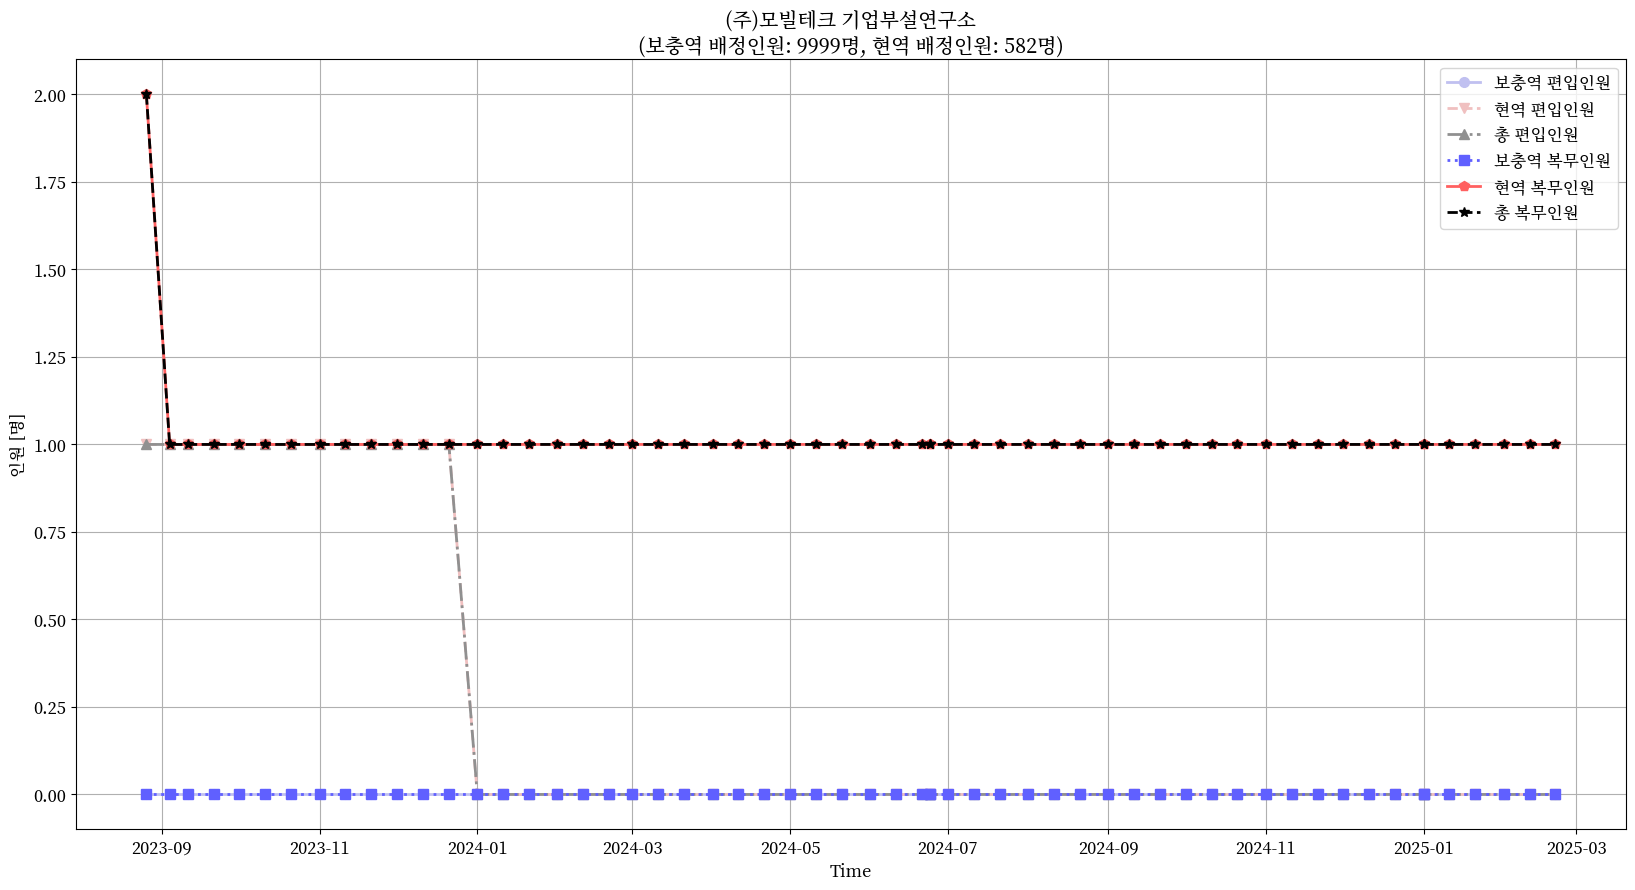 (주)모빌테크 기업부설연구소
(보충역 배정인원: 9999명, 현역 배정인원: 582명)
보충역 편입인원
현역 편입인원
총 편입인원
보충역 복무인원
현역 복무인원
총 복무인원
인원 [명]
2.00
1.75
1.50
1.25
1.00
0.75
0.50
0.25
0.00
2023-09
2023-11
2024-01
2024-03
2024-05
2024-07
2024-09
2024-11
2025-01
2025-03
Time